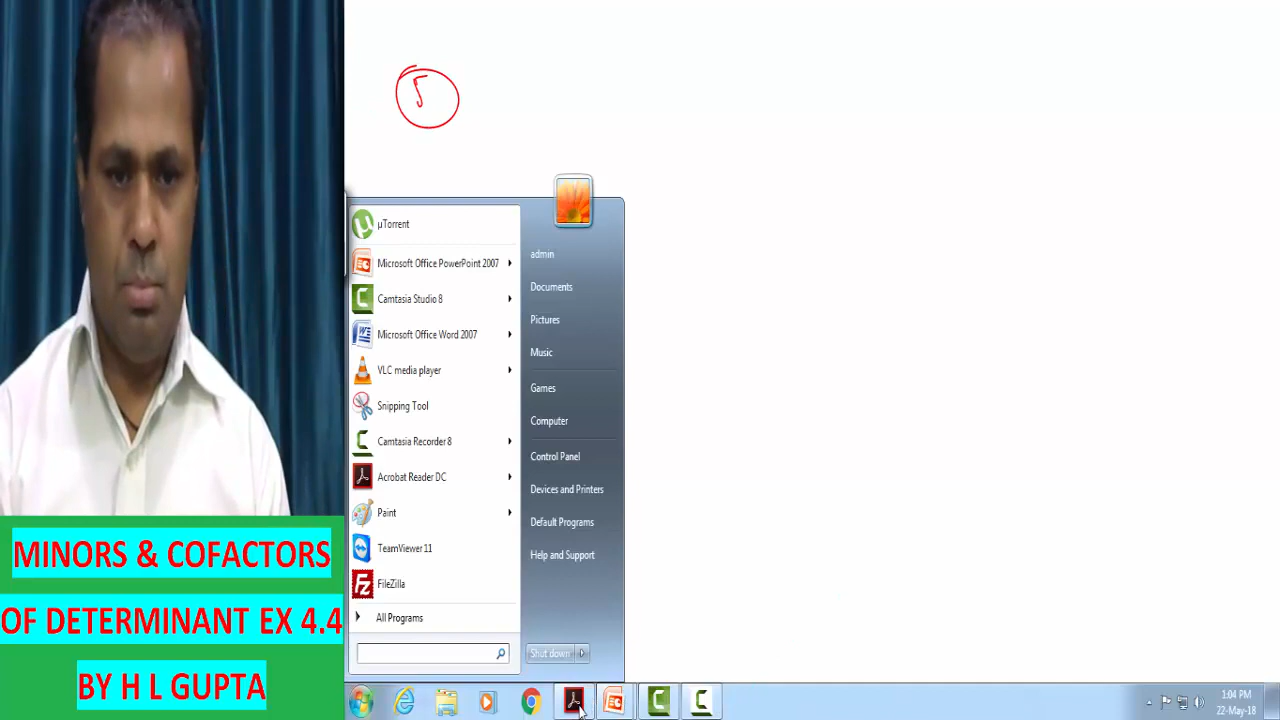 5
µTorrent
Microsoft Office PowerPoint 2007
Camtasia Studio 8
Microsoft Office Word 2007
VLC media player
Snipping Tool
Camtasia Recorder 8
Acrobat Reader DC
Paint
TeamViewer 11
FileZilla
All Programs
admin
Documents
Pictures
Music
Games
Computer
Control Panel
Devices and Printers
Default Programs
Help and Support
Shut down
MINORS & COFACTORS
OF DETERMINANT EX 4.4
BY H L GUPTA
1:04 PM
22-May-18